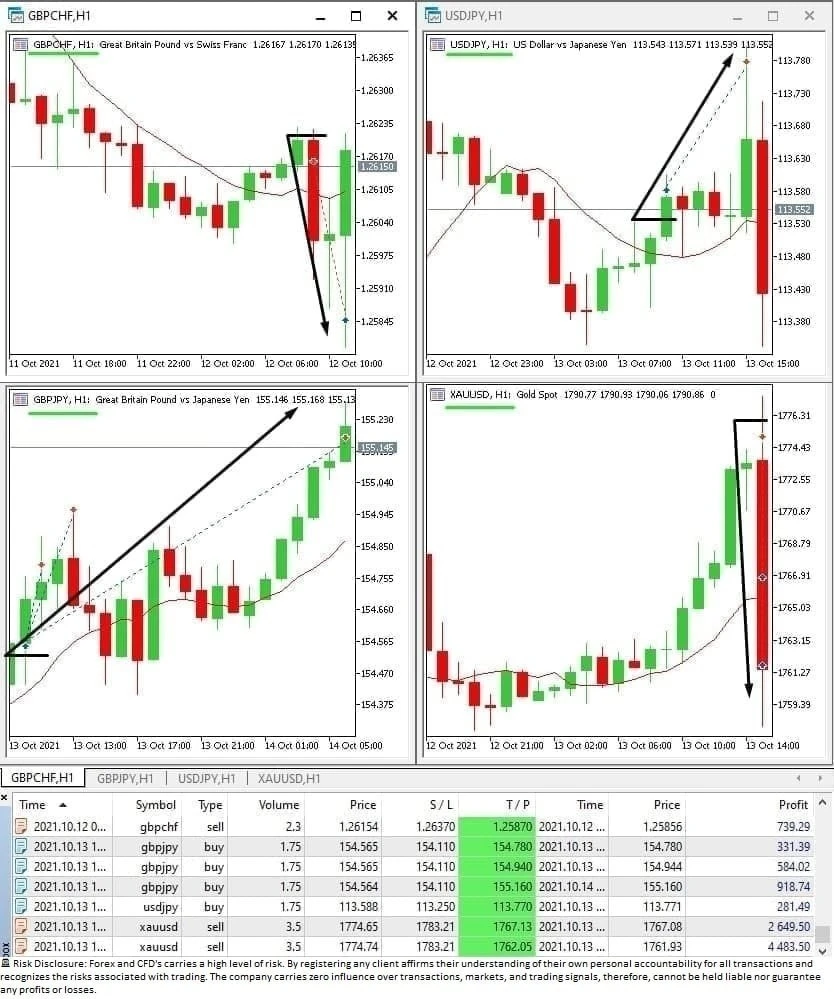 GBPCHF,H1
GBPCHF, H1: Great Britain Pound vs Swiss Franc 1.26167 1.26170 1.26139
1.26365
1.26300
1.26235
1.26170
1.26150
1.26105
1.26040
1.25975
1.25910
1.25845
11 Oct 2021 11 Oct 18:00 11 Oct 22:00 12 Oct 02:00 12 Oct 06:00 12 Oct 10:00
USDJPY,H1
USDJPY, H1: US Dollar vs Japanese Yen 113.543 113.571 113.539 113.552
113.780
113.730
113.680
113.630
113.580
113.552
113.530
113.480
113.430
113.380
12 Oct 2021 12 Oct 23:00 13 Oct 03:00 13 Oct 07:00 13 Oct 11:00 13 Oct 15:00
GBPJPY, H1: Great Britain Pound vs Japanese Yen 155.146 155.168 155.13
155.230
155.145
155.040
154.945
154.850
154.755
154.660
154.565
154.470
154.375
13 Oct 2021 13 Oct 13:00 13 Oct 17:00 13 Oct 21:00 14 Oct 01:00 14 Oct 05:00
XAUUSD, H1: Gold Spot 1790.77 1790.93 1790.06 1790.86 0
1776.31
1774.43
1772.55
1770.67
1768.79
1766.91
1765.03
1763.15
1761.27
1759.39
12 Oct 2021 12 Oct 21:00 13 Oct 02:00 13 Oct 06:00 13 Oct 10:00 13 Oct 14:00
GBPCHF,H1 GBPJPY,H1 USDJPY,H1 XAUUSD,H1
Time Symbol Type Volume Price S / L T / P Time Price Profit
2021.10.12 0... gbpchf sell 2.3 1.26154 1.26370 1.25870 2021.10.12 ... 1.25856 739.29
2021.10.13 1... gbpjpy buy 1.75 154.565 154.110 154.780 2021.10.13 ... 154.780 331.39
2021.10.13 1... gbpjpy buy 1.75 154.565 154.110 154.940 2021.10.13 ... 154.944 584.02
2021.10.13 1... gbpjpy buy 1.75 154.564 154.110 155.160 2021.10.14 ... 155.160 918.74
2021.10.13 1... usdjpy buy 1.75 113.588 113.250 113.770 2021.10.13 ... 113.771 281.49
2021.10.13 1... xauusd sell 3.5 1774.65 1783.21 1767.13 2021.10.13 ... 1767.08 2 649.50
2021.10.13 1... xauusd sell 3.5 1774.74 1783.21 1762.05 2021.10.13 ... 1761.93 4 483.50
Risk Disclosure: Forex and CFD's carries a high level of risk. By registering any client affirms their understanding of their own personal accountability for all transactions and
recognizes the risks associated with trading. The company carries zero influence over transactions, markets, and trading signals, therefore, cannot be held liable nor guarantee
any profits or losses.